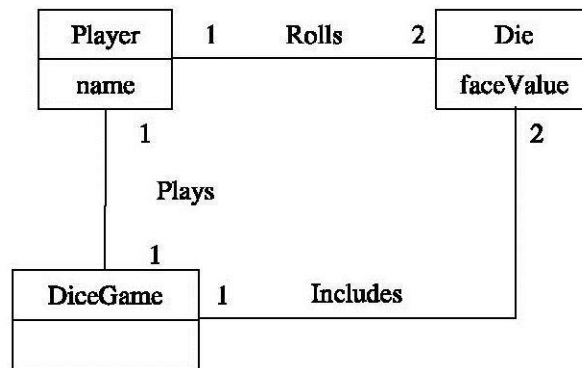 Player 1 Rolls 2 Die
name faceValue
1 2
Plays
1
DiceGame 1 Includes